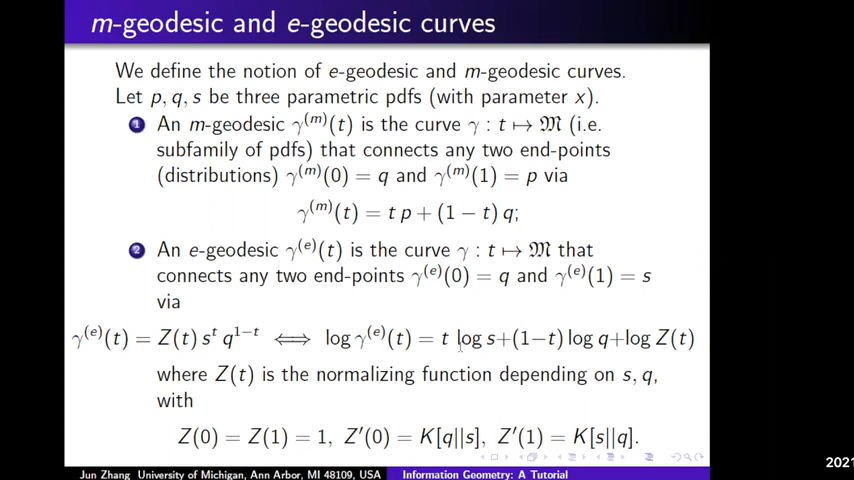 m-geodesic and e-geodesic curves
We define the notion of e-geodesic and m-geodesic curves.
Let p, q, s be three parametric pdfs (with parameter x).
1 An m-geodesic γ^(m)(t) is the curve γ : t ↦ 𝔐 (i.e.
subfamily of pdfs) that connects any two end-points
(distributions) γ^(m)(0) = q and γ^(m)(1) = p via
γ^(m)(t) = t p + (1 − t) q;
2 An e-geodesic γ^(e)(t) is the curve γ : t ↦ 𝔐 that
connects any two end-points γ^(e)(0) = q and γ^(e)(1) = s
via
γ^(e)(t) = Z(t) s^t q^{1−t} ⟺ log γ^(e)(t) = t log s+(1−t) log q+log Z(t)
where Z(t) is the normalizing function depending on s, q,
with
Z(0) = Z(1) = 1, Z′(0) = K[q||s], Z′(1) = K[s||q].
Jun Zhang University of Michigan, Ann Arbor, MI 48109, USA Information Geometry: A Tutorial
2021